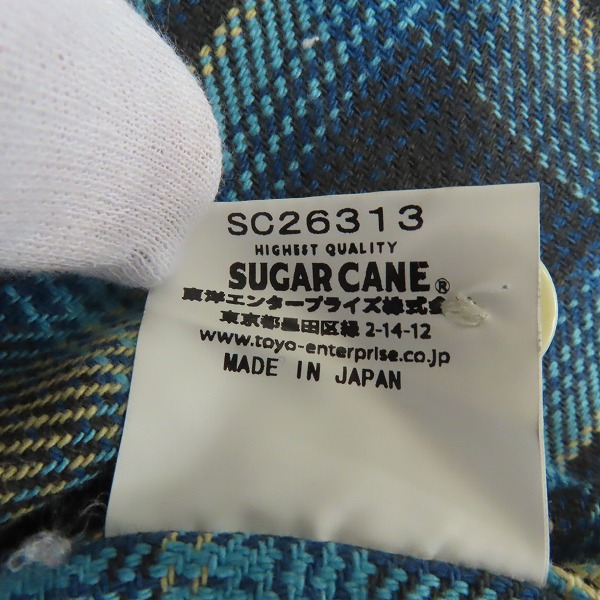 SC26313
HIGHEST QUALITY
SUGAR CANE®
東洋エンタープライズ株式会
東京都墨田区緑 2-14-12
www.toyo-enterprise.co.jp
MADE IN JAPAN